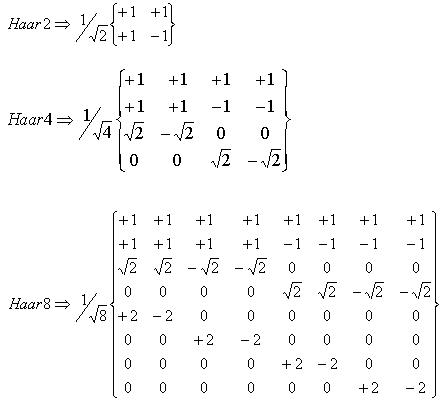 +1 +1
Haar2⇒ 1/√2
+1 −1
+1 +1 +1 +1
+1 +1 −1 −1
Haar4⇒ 1/√4
√2 −√2 0 0
0 0 √2 −√2
+1 +1 +1 +1 +1 +1 +1 +1
+1 +1 +1 +1 −1 −1 −1 −1
√2 √2 −√2 −√2 0 0 0 0
0 0 0 0 √2 √2 −√2 −√2
Haar8⇒ 1/√8
+2 −2 0 0 0 0 0 0
0 0 +2 −2 0 0 0 0
0 0 0 0 +2 −2 0 0
0 0 0 0 0 0 +2 −2